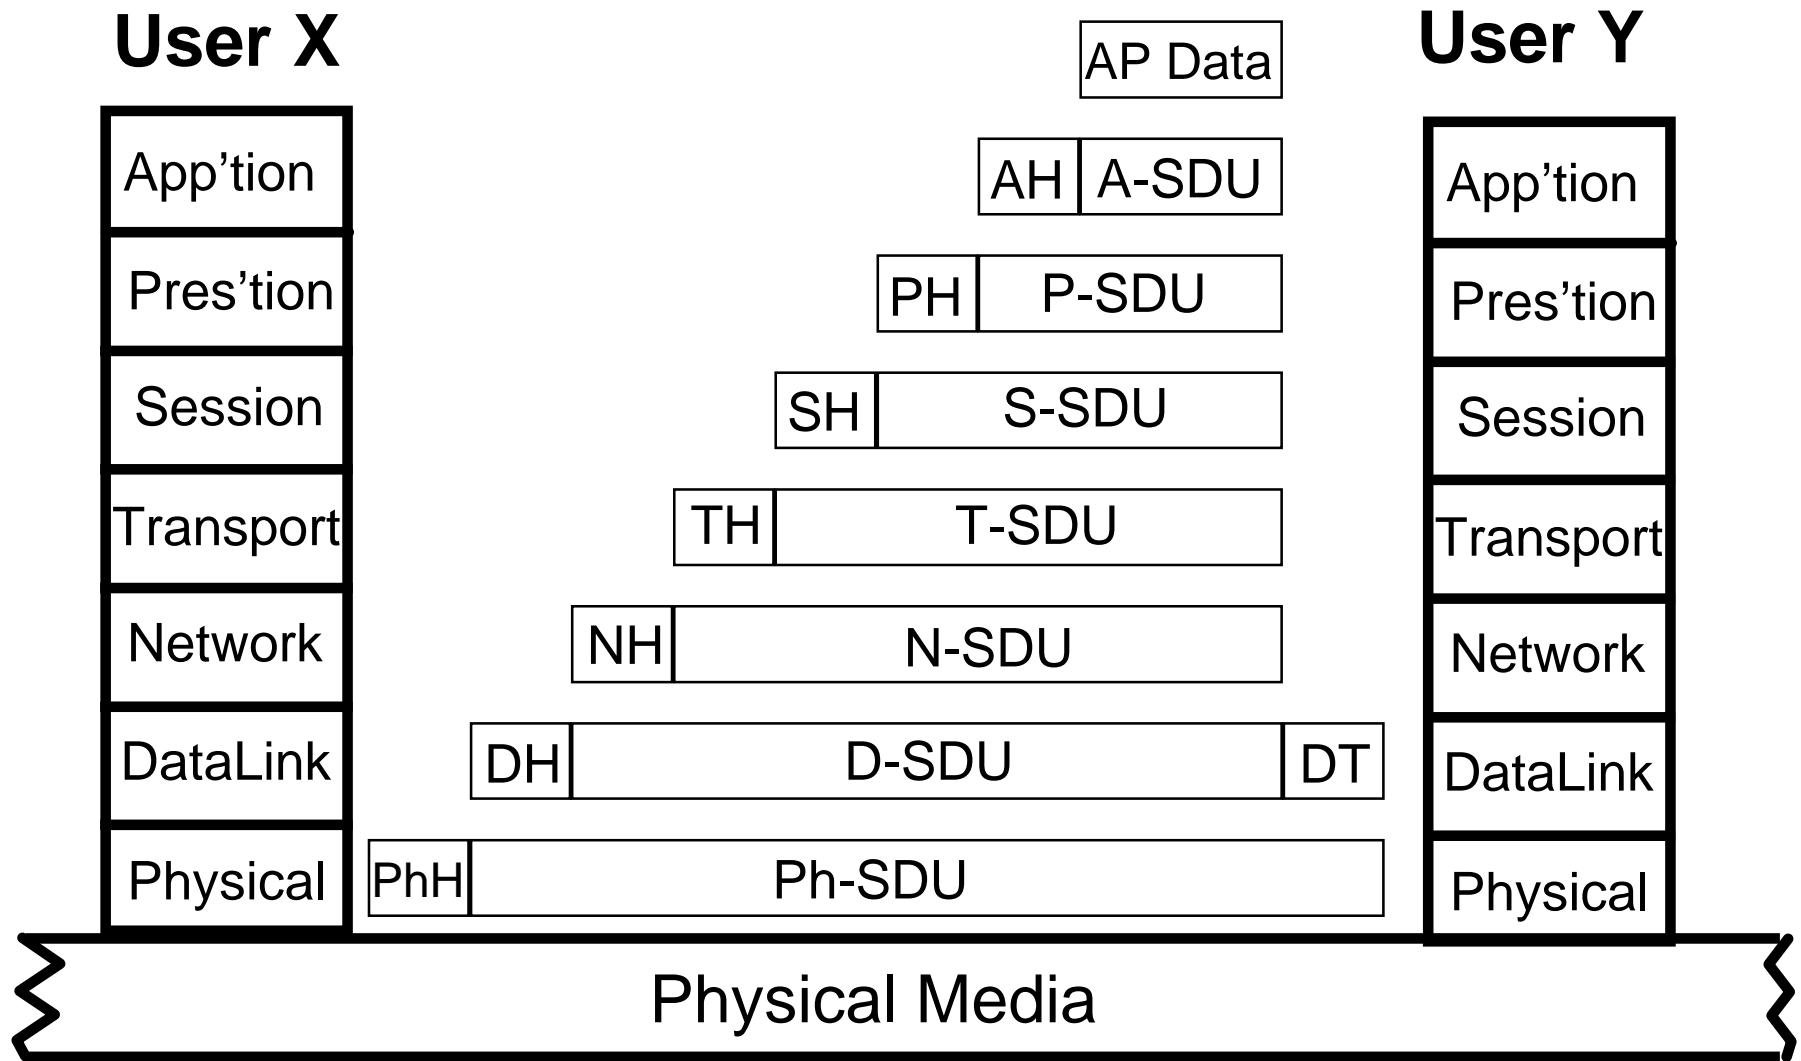 User X
AP Data
User Y
App'tion
AH A-SDU
App'tion
Pres'tion
PH P-SDU
Pres'tion
Session
SH S-SDU
Session
Transport
TH T-SDU
Transport
Network
NH N-SDU
Network
DataLink
DH D-SDU DT
DataLink
Physical
PhH Ph-SDU
Physical
Physical Media